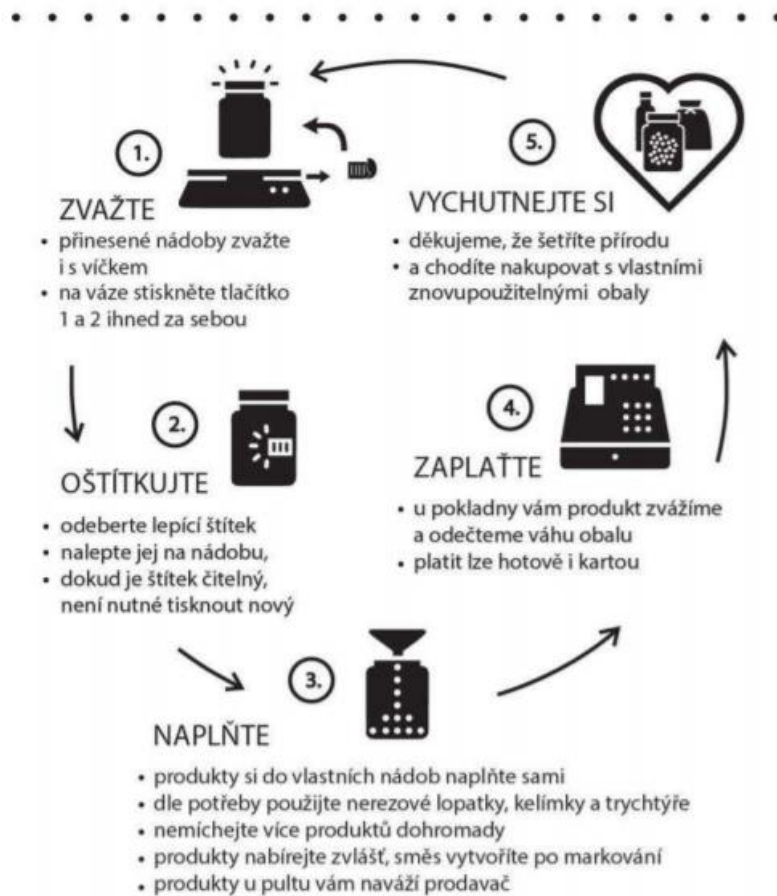 1.
ZVAŽTE
• přinesené nádoby zvažte
i s víčkem
• na váze stiskněte tlačítko
1 a 2 ihned za sebou
2.
OŠTÍTKUJTE
• odeberte lepící štítek
• nalepte jej na nádobu,
• dokud je štítek čitelný,
není nutné tisknout nový
3.
NAPLŇTE
• produkty si do vlastních nádob naplňte sami
• dle potřeby použijte nerezové lopatky, kelímky a trychtýře
• nemíchejte více produktů dohromady
• produkty nabírejte zvlášť, směs vytvoříte po markování
• produkty u pultu vám naváží prodavač
4.
ZAPLAŤTE
• u pokladny vám produkt zvážíme
a odečteme váhu obalu
• platit lze hotově i kartou
5.
VYCHUTNEJTE SI
• děkujeme, že šetříte přírodu
• a chodíte nakupovat s vlastními
znovupoužitelnými obaly